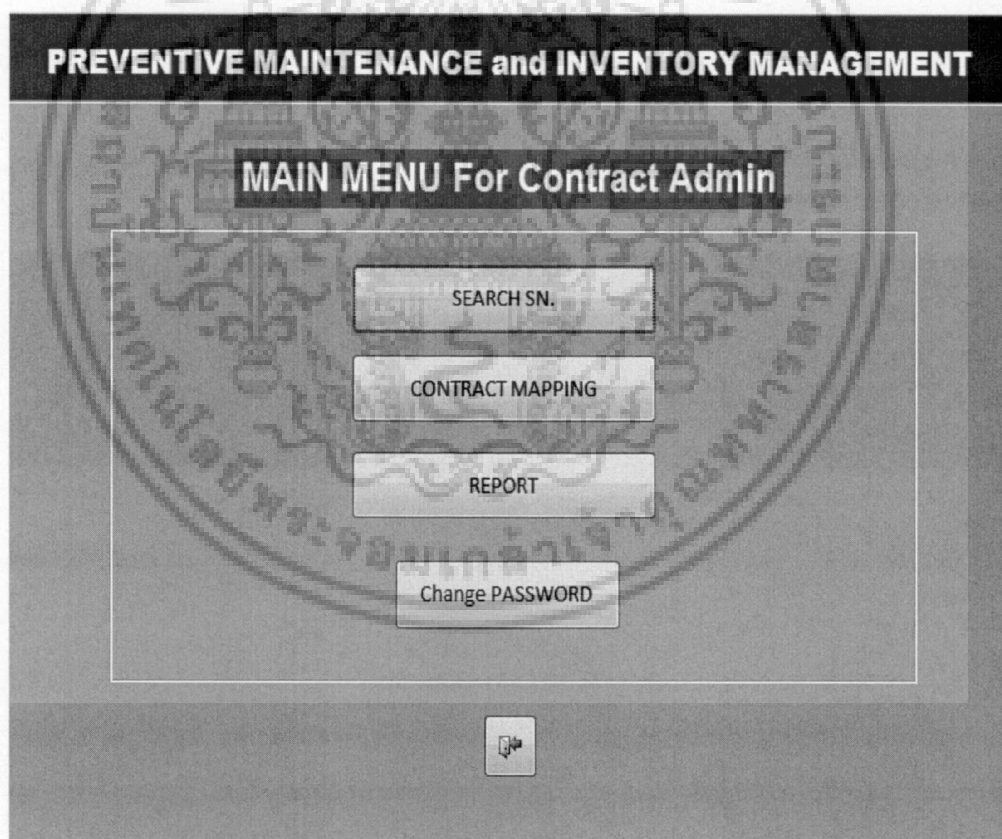 PREVENTIVE MAINTENANCE and INVENTORY MANAGEMENT
MAIN MENU For Contract Admin
SEARCH SN.
CONTRACT MAPPING
REPORT
Change PASSWORD